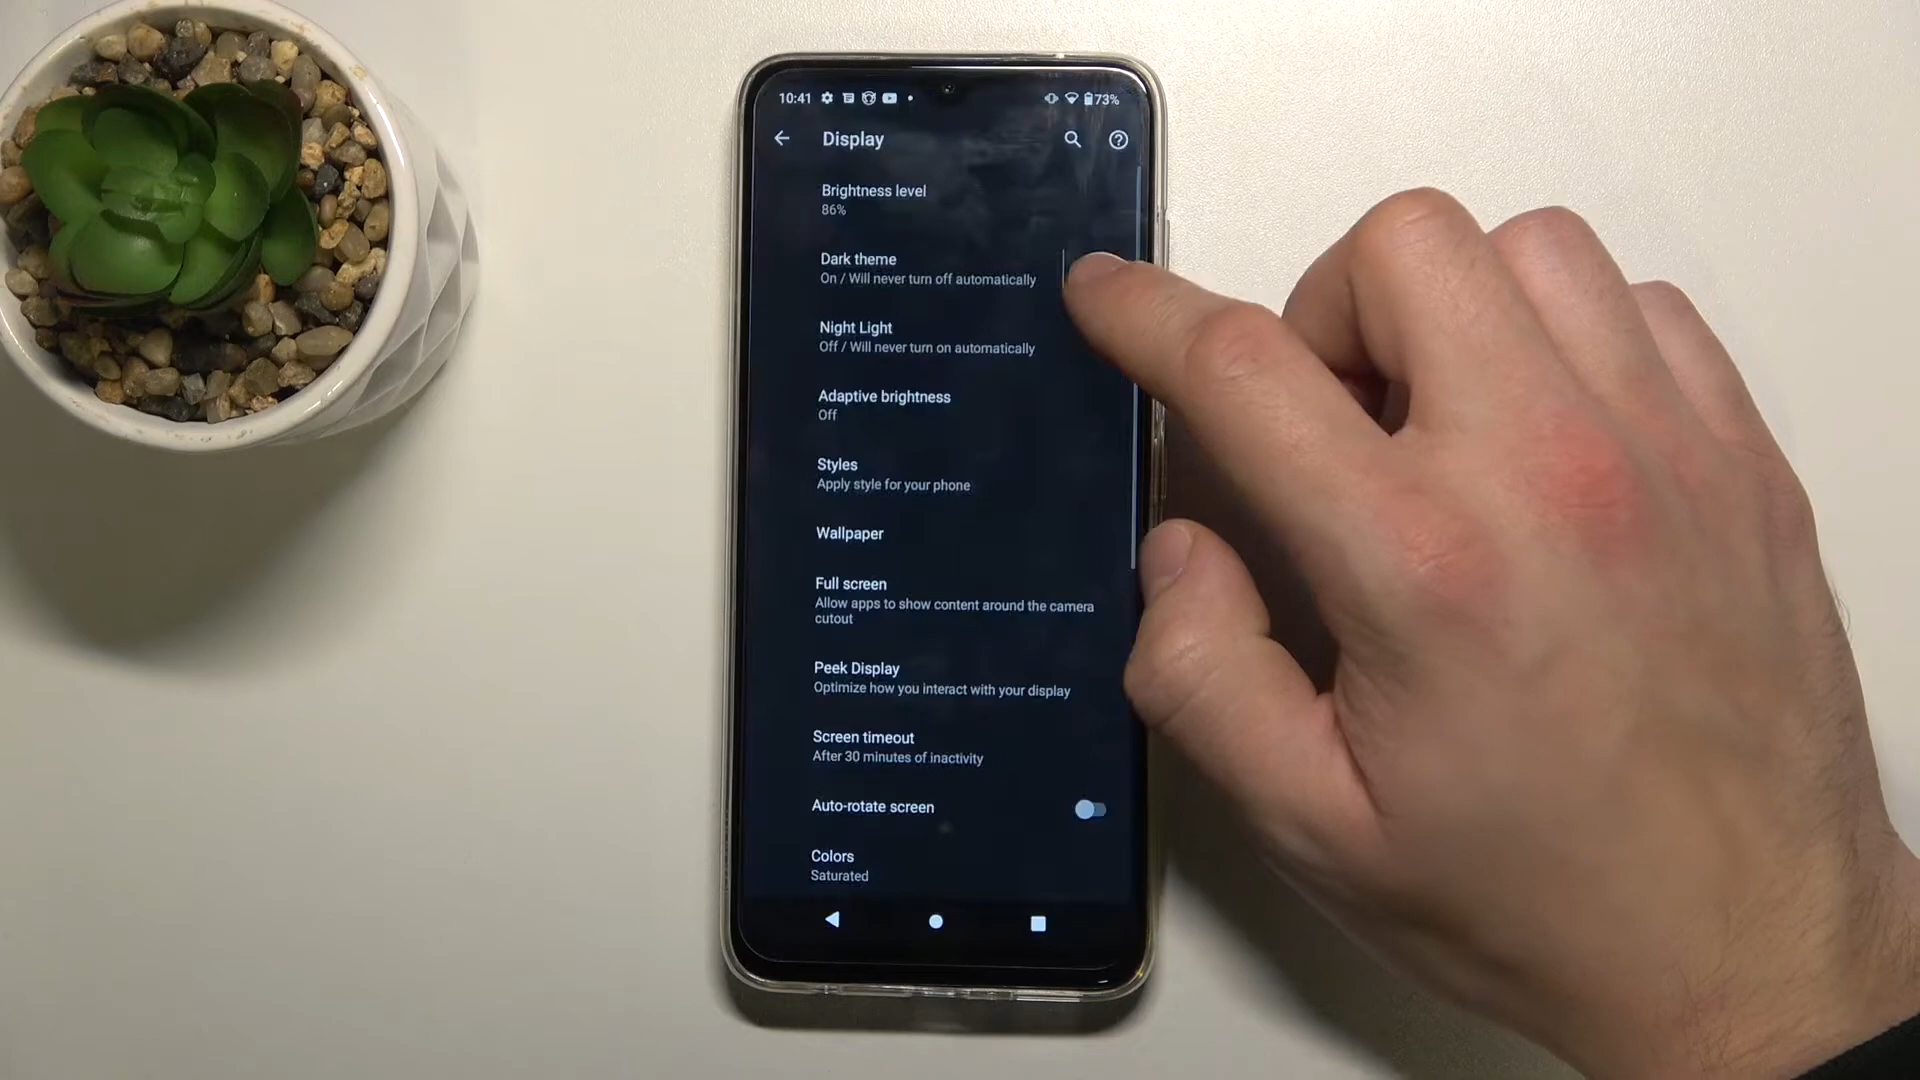 10:41
73%
Display
Brightness level
86%
Dark theme
On / Will never turn off automatically
Night Light
Off / Will never turn on automatically
Adaptive brightness
Off
Styles
Apply style for your phone
Wallpaper
Full screen
Allow apps to show content around the camera
cutout
Peek Display
Optimize how you interact with your display
Screen timeout
After 30 minutes of inactivity
Auto-rotate screen
Colors
Saturated